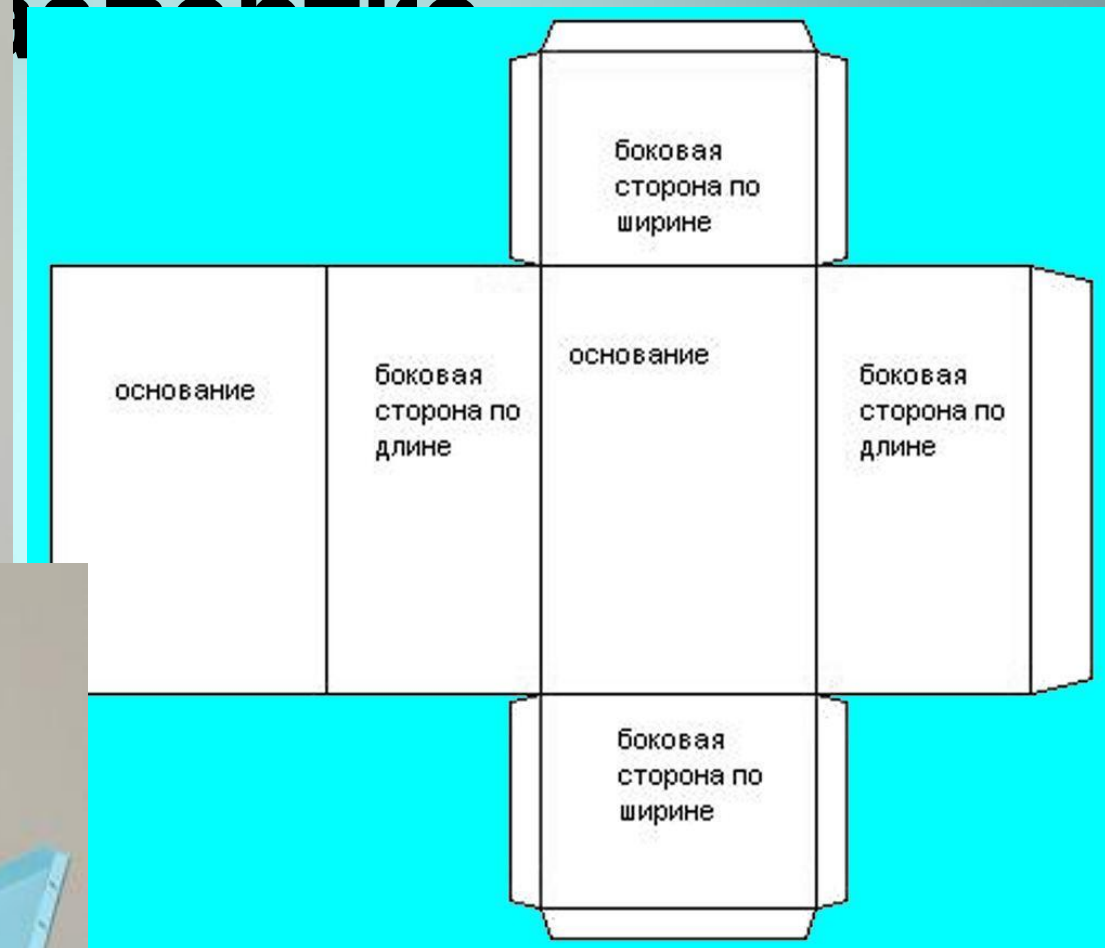 боковая
сторона по
ширине
основание
боковая
сторона по
длине
основание
боковая
сторона по
длине
боковая
сторона по
ширине